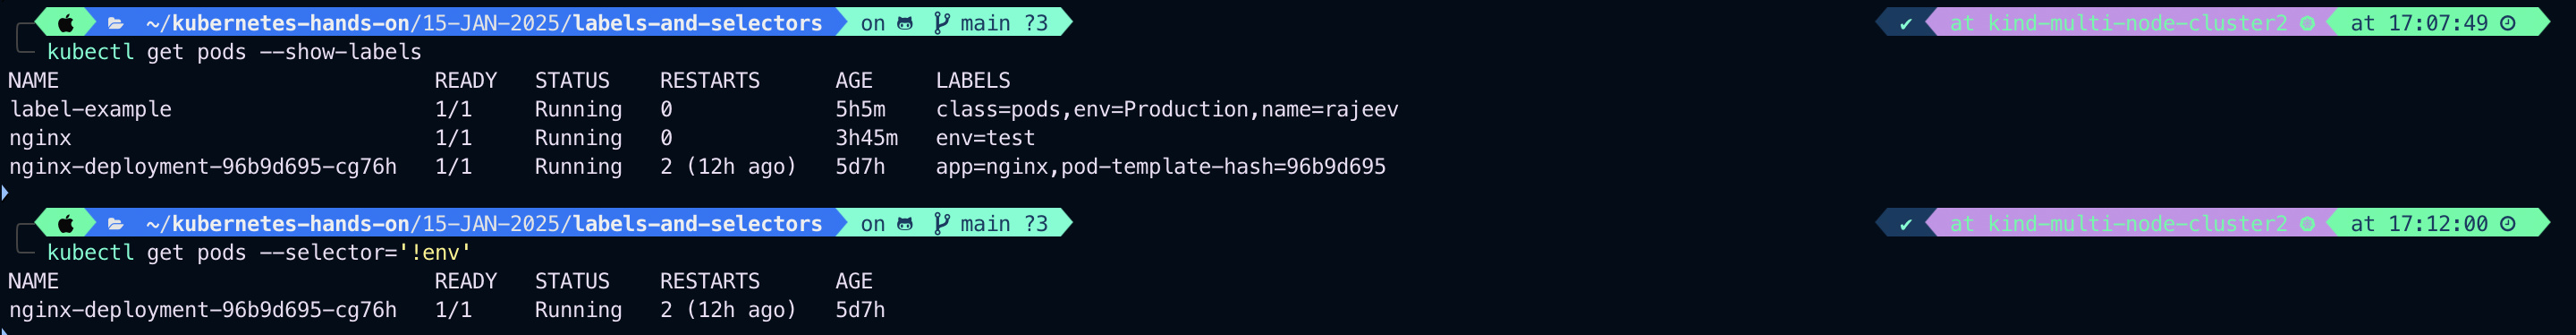 ~/kubernetes-hands-on/15-JAN-2025/labels-and-selectors on main ?3 ✔ at kind-multi-node-cluster2 at 17:07:49
kubectl get pods --show-labels
NAME READY STATUS RESTARTS AGE LABELS
label-example 1/1 Running 0 5h5m class=pods,env=Production,name=rajeev
nginx 1/1 Running 0 3h45m env=test
nginx-deployment-96b9d695-cg76h 1/1 Running 2 (12h ago) 5d7h app=nginx,pod-template-hash=96b9d695
~/kubernetes-hands-on/15-JAN-2025/labels-and-selectors on main ?3 ✔ at kind-multi-node-cluster2 at 17:12:00
kubectl get pods --selector='!env'
NAME READY STATUS RESTARTS AGE
nginx-deployment-96b9d695-cg76h 1/1 Running 2 (12h ago) 5d7h